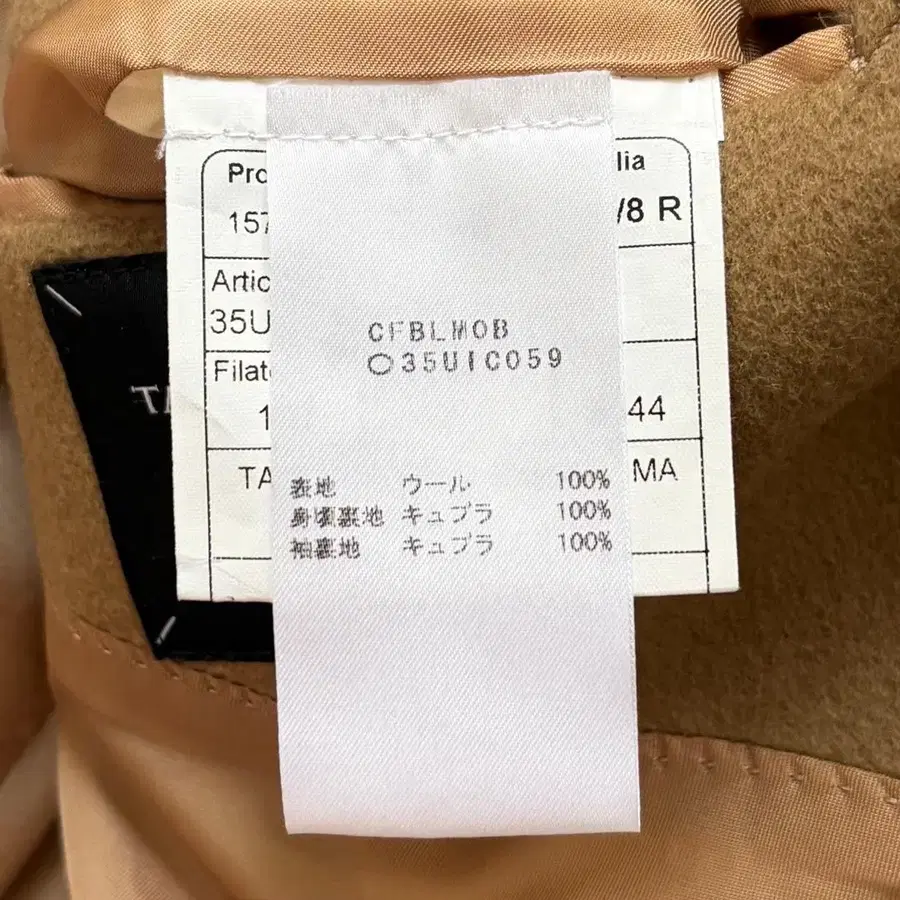 Pro
lia
157
/8 R
Artic
35U
Filat
1
44
TA
MA
CFBLMOB
○35UIC059
表地 ウール 100%
身頃裏地 キュプラ 100%
袖裏地 キュプラ 100%